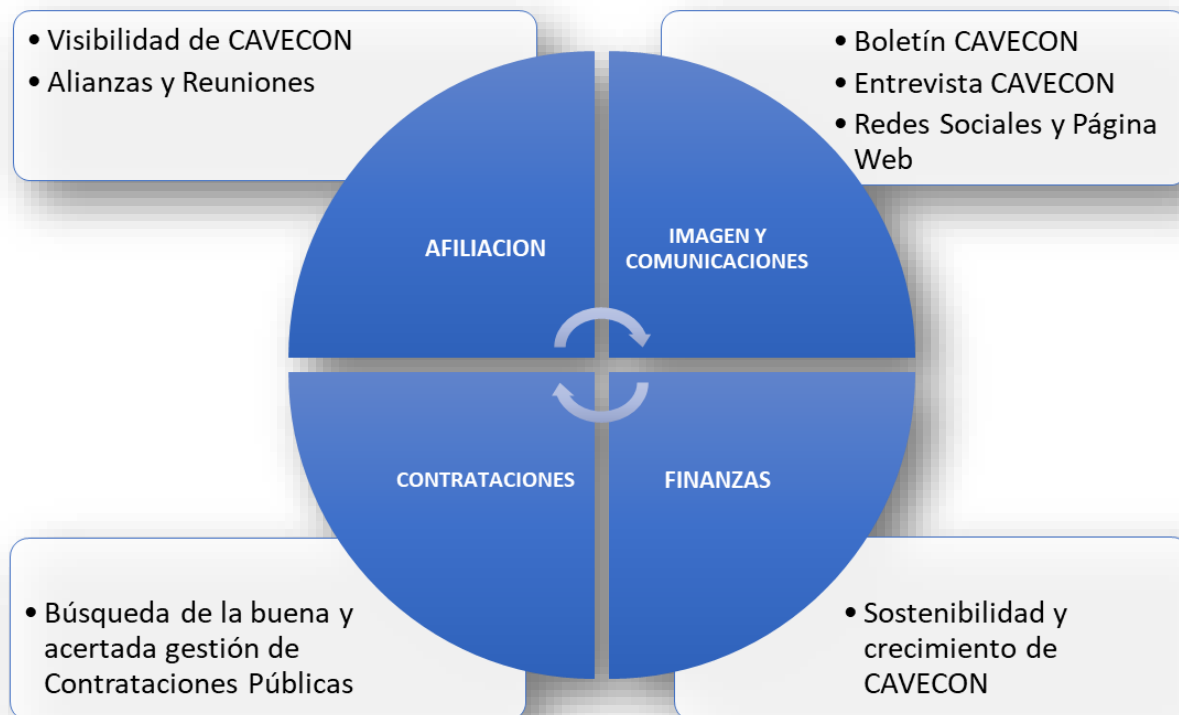 • Visibilidad de CAVECON
• Alianzas y Reuniones
• Boletín CAVECON
• Entrevista CAVECON
• Redes Sociales y Página
Web
AFILIACION
IMAGEN Y
COMUNICACIONES
CONTRATACIONES
FINANZAS
• Búsqueda de la buena y
acertada gestión de
Contrataciones Públicas
• Sostenibilidad y
crecimiento de
CAVECON